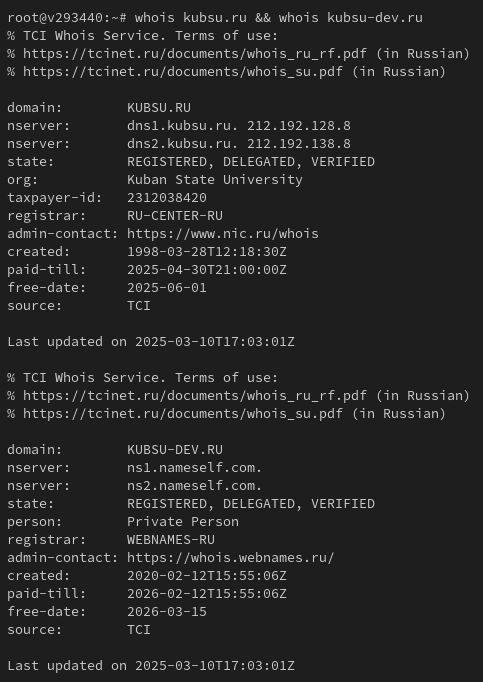 root@v293440:~# whois kubsu.ru && whois kubsu-dev.ru
% TCI Whois Service. Terms of use:
% https://tcinet.ru/documents/whois_ru_rf.pdf (in Russian)
% https://tcinet.ru/documents/whois_su.pdf (in Russian)

domain:        KUBSU.RU
nserver:       dns1.kubsu.ru. 212.192.128.8
nserver:       dns2.kubsu.ru. 212.192.138.8
state:         REGISTERED, DELEGATED, VERIFIED
org:           Kuban State University
taxpayer-id:   2312038420
registrar:     RU-CENTER-RU
admin-contact: https://www.nic.ru/whois
created:       1998-03-28T12:18:30Z
paid-till:     2025-04-30T21:00:00Z
free-date:     2025-06-01
source:        TCI

Last updated on 2025-03-10T17:03:01Z

% TCI Whois Service. Terms of use:
% https://tcinet.ru/documents/whois_ru_rf.pdf (in Russian)
% https://tcinet.ru/documents/whois_su.pdf (in Russian)

domain:        KUBSU-DEV.RU
nserver:       ns1.nameself.com.
nserver:       ns2.nameself.com.
state:         REGISTERED, DELEGATED, VERIFIED
person:        Private Person
registrar:     WEBNAMES-RU
admin-contact: https://whois.webnames.ru/
created:       2020-02-12T15:55:06Z
paid-till:     2026-02-12T15:55:06Z
free-date:     2026-03-15
source:        TCI

Last updated on 2025-03-10T17:03:01Z